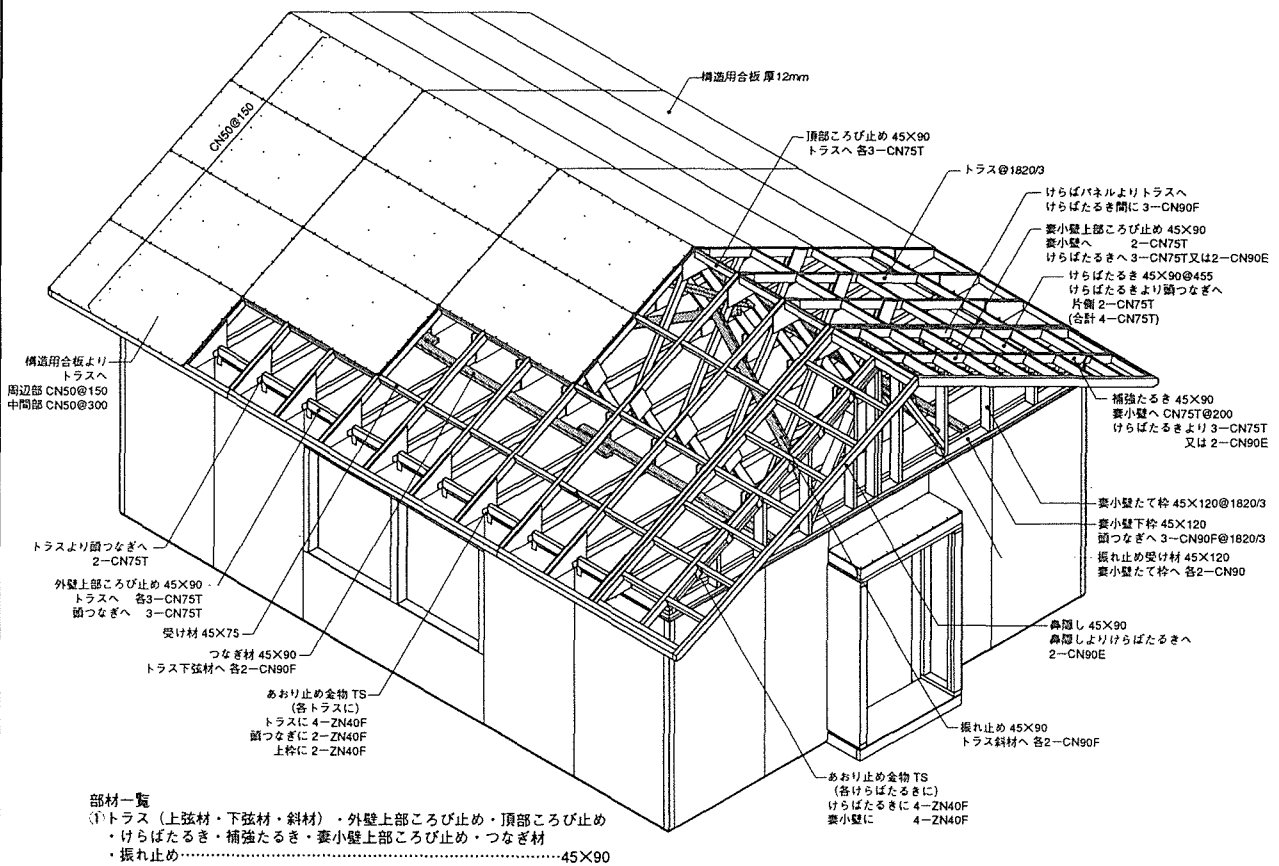 構造用合板 厚12mm
CN50@150
頂部ころび止め 45×90
トラスへ 各3-CN75T
トラス@1820/3
けらばパネルよりトラスへ
けらばたるき間に 3-CN90F
妻小壁上部ころび止め 45×90
妻小壁へ 2-CN75T
けらばたるきへ 3-CN75T又は2-CN90E
けらばたるき 45×90@455
けらばたるきより頭つなぎへ
片側 2-CN75T
(合計 4-CN75T)
補強たるき 45×90
妻小壁へ CN75T@200
けらばたるきより 3-CN75T
又は 2-CN90E
妻小壁たて枠 45×120@1820/3
妻小壁下枠 45×120
頭つなぎへ 3-CN90F@1820/3
振れ止め受け材 45×120
妻小壁たて枠へ 各2-CN90
鼻隠し 45×90
鼻隠しよりけらばたるきへ
2-CN90E
振れ止め 45×90
トラス斜材へ 各2-CN90F
あおり止め金物 TS
(各けらばたるきに)
けらばたるきに 4-ZN40F
妻小壁に 4-ZN40F
構造用合板より
トラスへ
周辺部 CN50@150
中間部 CN50@300
トラスより頭つなぎへ
2-CN75T
外壁上部ころび止め 45×90
トラスへ 各3-CN75T
頭つなぎへ 3-CN75T
受け材 45×75
つなぎ材 45×90
トラス下弦材へ 各2-CN90F
あおり止め金物 TS
(各トラスに)
トラスに 4-ZN40F
頭つなぎに 2-ZN40F
上枠に 2-ZN40F
部材一覧
①トラス（上弦材・下弦材・斜材）・外壁上部ころび止め・頂部ころび止め
・けらばたるき・補強たるき・妻小壁上部ころび止め・つなぎ材
・振れ止め……………………………………………………45×90